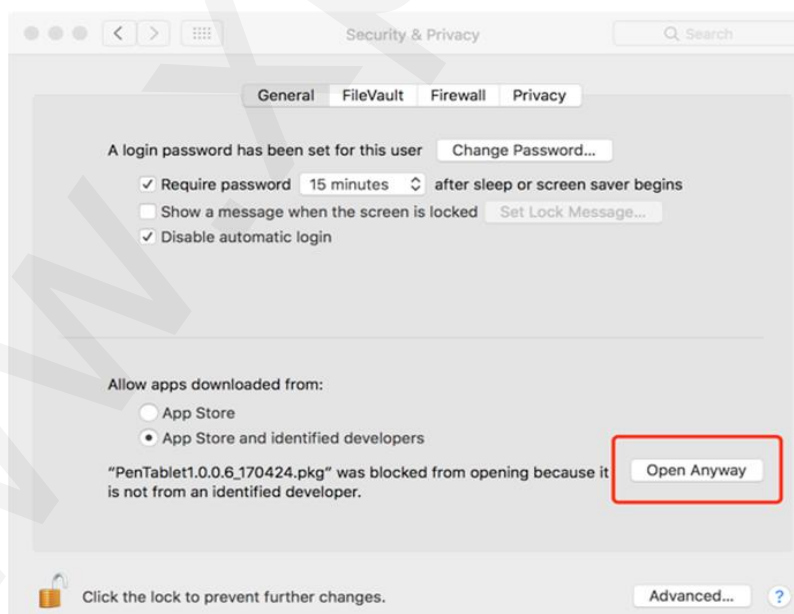 Security & Privacy
Search
General FileVault Firewall Privacy
A login password has been set for this user Change Password...
Require password 15 minutes after sleep or screen saver begins
Show a message when the screen is locked Set Lock Message...
Disable automatic login
Allow apps downloaded from:
App Store
App Store and identified developers
“PenTablet1.0.0.6_170424.pkg” was blocked from opening because it Open Anyway
is not from an identified developer.
Click the lock to prevent further changes. Advanced... ?